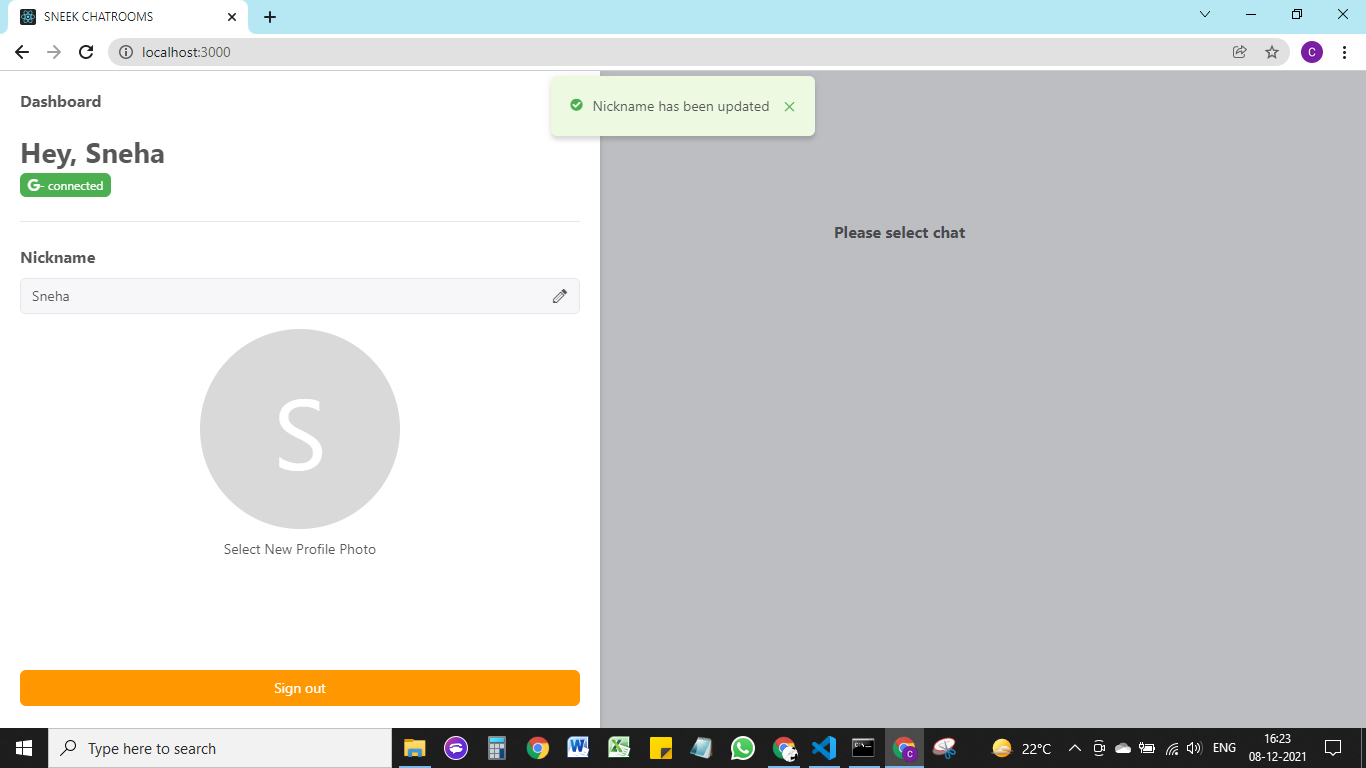 SNEEK CHATROOMS
localhost:3000
C
Nickname has been updated
Dashboard
Hey, Sneha
G- connected
Please select chat
Nickname
Sneha
S
Select New Profile Photo
Sign out
Type here to search
22°C
ENG
16:23
08-12-2021